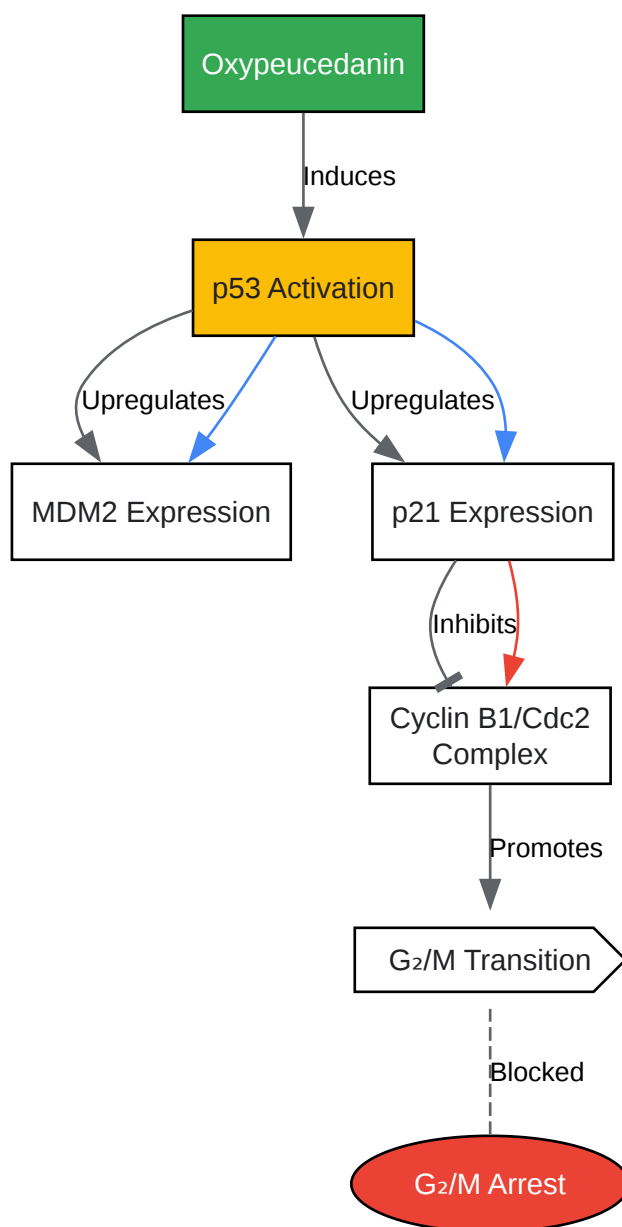 Oxypeucedanin
Induces
p53 Activation
Upregulates
Upregulates
MDM2 Expression
p21 Expression
Inhibits
Cyclin B1/Cdc2
Complex
Promotes
G₂/M Transition
Blocked
G₂/M Arrest